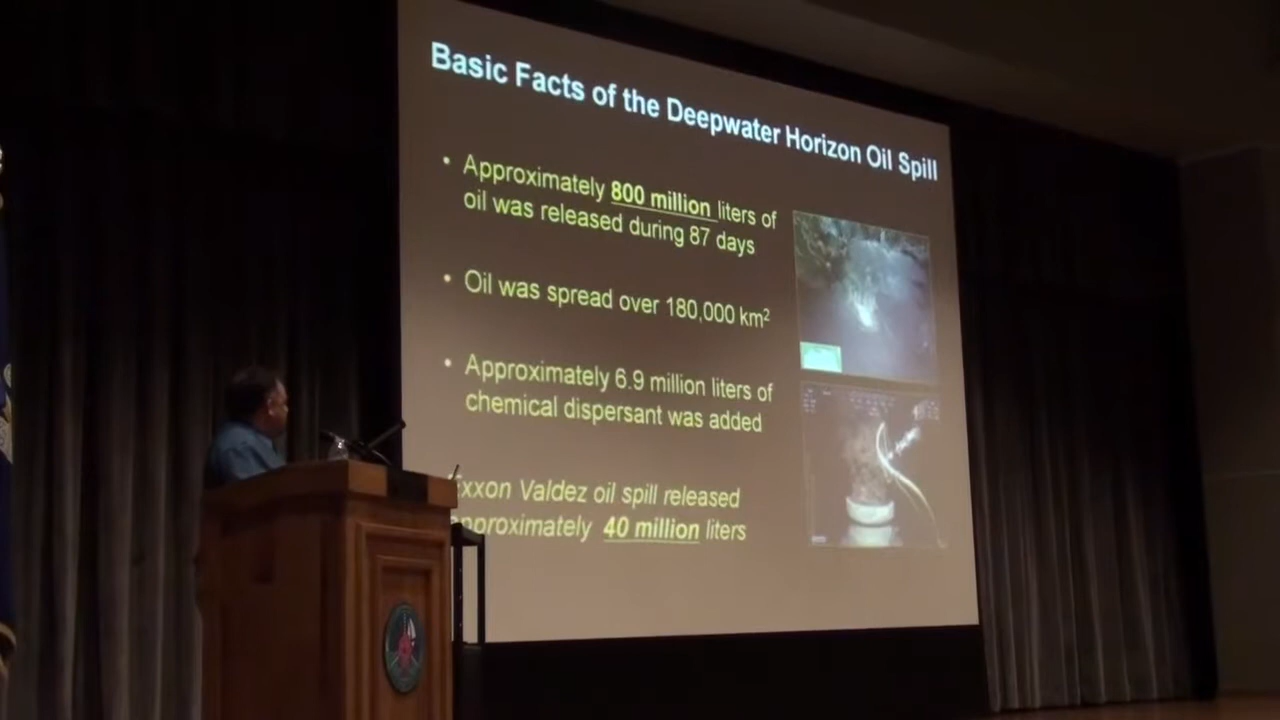 Basic Facts of the Deepwater Horizon Oil Spill
• Approximately 800 million liters of
oil was released during 87 days
• Oil was spread over 180,000 km²
• Approximately 6.9 million liters of
chemical dispersant was added
Exxon Valdez oil spill released
approximately 40 million liters